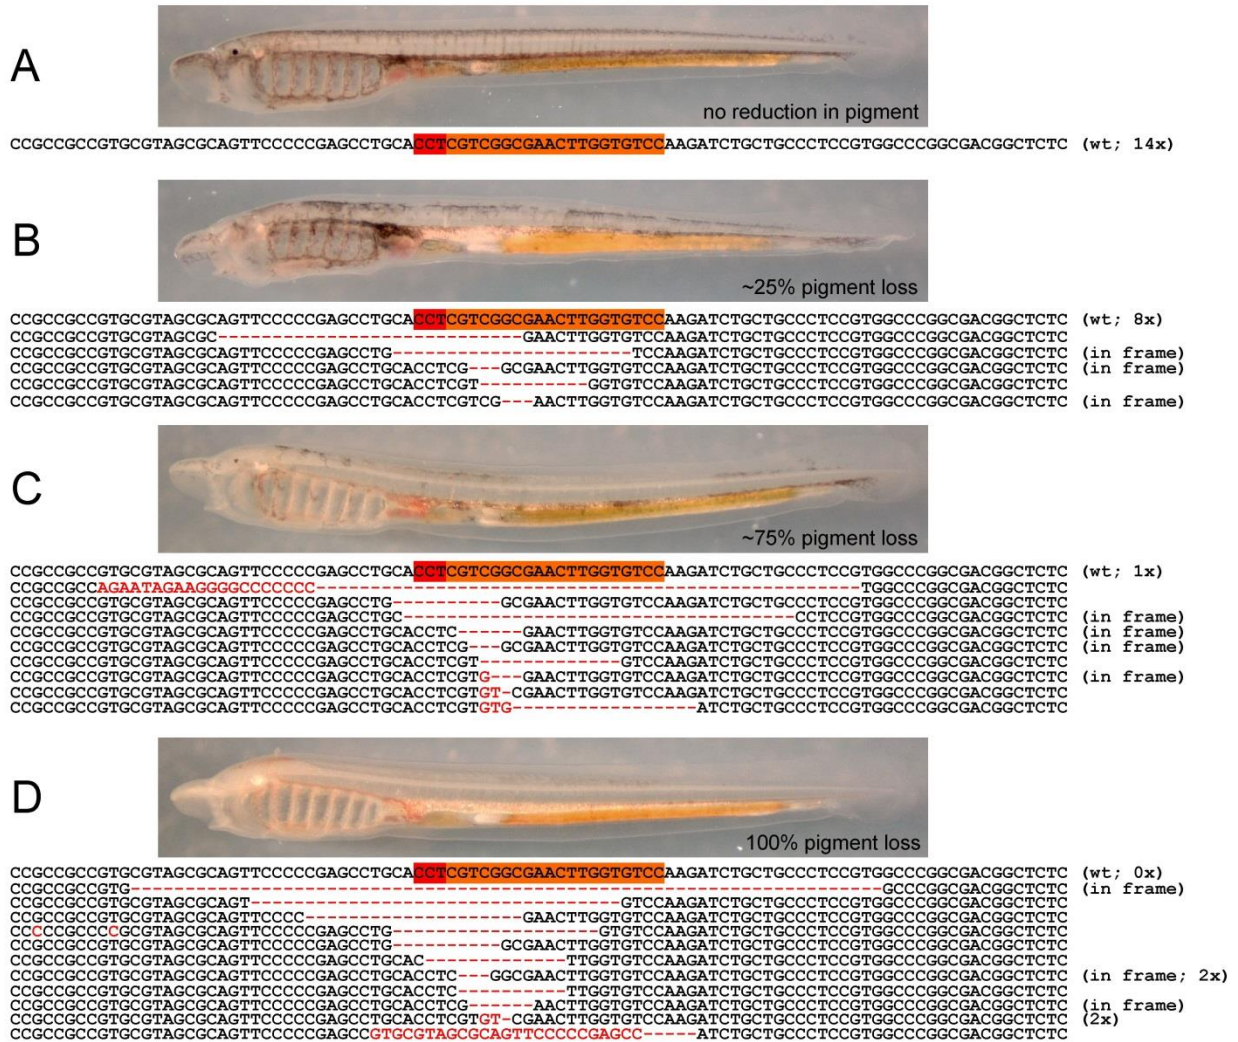 A
no reduction in pigment
CCGCCGCCGTGCGTAGCGCAGTTCCCCCGAGCCTGCACCTCGTCGGCGAACTTGGTGTCCAAGATCTGCTGCCCTCCGTGGCCCGGCGACGGCTCTC (wt; 14x)
B
~25% pigment loss
CCGCCGCCGTGCGTAGCGCAGTTCCCCCGAGCCTGCACCTCGTCGGCGAACTTGGTGTCCAAGATCTGCTGCCCTCCGTGGCCCGGCGACGGCTCTC (wt; 8x)
CCGCCGCCGTGCGTAGCGC----------------------------GAACTTGGTGTCCAAGATCTGCTGCCCTCCGTGGCCCGGCGACGGCTCTC
CCGCCGCCGTGCGTAGCGCAGTTCCCCCGAGCCTG----------------------TCCAAGATCTGCTGCCCTCCGTGGCCCGGCGACGGCTCTC (in frame)
CCGCCGCCGTGCGTAGCGCAGTTCCCCCGAGCCTGCACCTCG---GCGAACTTGGTGTCCAAGATCTGCTGCCCTCCGTGGCCCGGCGACGGCTCTC (in frame)
CCGCCGCCGTGCGTAGCGCAGTTCCCCCGAGCCTGCACCTCGT----------GGTGTCCAAGATCTGCTGCCCTCCGTGGCCCGGCGACGGCTCTC
CCGCCGCCGTGCGTAGCGCAGTTCCCCCGAGCCTGCACCTCGTCG---AACTTGGTGTCCAAGATCTGCTGCCCTCCGTGGCCCGGCGACGGCTCTC (in frame)
C
~75% pigment loss
CCGCCGCCGTGCGTAGCGCAGTTCCCCCGAGCCTGCACCTCGTCGGCGAACTTGGTGTCCAAGATCTGCTGCCCTCCGTGGCCCGGCGACGGCTCTC (wt; 1x)
CCGCCGCCAGAATAGAAGGGGCCCCCCC--------------------------------------------------TGGCCCGGCGACGGCTCTC
CCGCCGCCGTGCGTAGCGCAGTTCCCCCGAGCCTG----------GCGAACTTGGTGTCCAAGATCTGCTGCCCTCCGTGGCCCGGCGACGGCTCTC
CCGCCGCCGTGCGTAGCGCAGTTCCCCCGAGCCTGC------------------------------------CCTCCGTGGCCCGGCGACGGCTCTC (in frame)
CCGCCGCCGTGCGTAGCGCAGTTCCCCCGAGCCTGCACCTC------GAACTTGGTGTCCAAGATCTGCTGCCCTCCGTGGCCCGGCGACGGCTCTC (in frame)
CCGCCGCCGTGCGTAGCGCAGTTCCCCCGAGCCTGCACCTCG---GCGAACTTGGTGTCCAAGATCTGCTGCCCTCCGTGGCCCGGCGACGGCTCTC (in frame)
CCGCCGCCGTGCGTAGCGCAGTTCCCCCGAGCCTGCACCTCGT-------------GTCCAAGATCTGCTGCCCTCCGTGGCCCGGCGACGGCTCTC
CCGCCGCCGTGCGTAGCGCAGTTCCCCCGAGCCTGCACCTCGTG---GAACTTGGTGTCCAAGATCTGCTGCCCTCCGTGGCCCGGCGACGGCTCTC (in frame)
CCGCCGCCGTGCGTAGCGCAGTTCCCCCGAGCCTGCACCTCGTGT-CGAACTTGGTGTCCAAGATCTGCTGCCCTCCGTGGCCCGGCGACGGCTCTC
CCGCCGCCGTGCGTAGCGCAGTTCCCCCGAGCCTGCACCTCGTGTG-----------------ATCTGCTGCCCTCCGTGGCCCGGCGACGGCTCTC
D
100% pigment loss
CCGCCGCCGTGCGTAGCGCAGTTCCCCCGAGCCTGCACCTCGTCGGCGAACTTGGTGTCCAAGATCTGCTGCCCTCCGTGGCCCGGCGACGGCTCTC (wt; 0x)
CCGCCGCCGTG---------------------------------------------------------------------GCCCGGCGACGGCTCTC (in frame)
CCGCCGCCGTGCGTAGCGCAGT----------------------------------GTCCAAGATCTGCTGCCCTCCGTGGCCCGGCGACGGCTCTC
CCGCCGCCGTGCGTAGCGCAGTTCCCC--------------------GAACTTGGTGTCCAAGATCTGCTGCCCTCCGTGGCCCGGCGACGGCTCTC
CCCCCGCCCCGCGTAGCGCAGTTCCCCCGAGCCTG-------------------GTGTCCAAGATCTGCTGCCCTCCGTGGCCCGGCGACGGCTCTC
CCGCCGCCGTGCGTAGCGCAGTTCCCCCGAGCCTG----------GCGAACTTGGTGTCCAAGATCTGCTGCCCTCCGTGGCCCGGCGACGGCTCTC
CCGCCGCCGTGCGTAGCGCAGTTCCCCCGAGCCTGCAC-------------TTGGTGTCCAAGATCTGCTGCCCTCCGTGGCCCGGCGACGGCTCTC
CCGCCGCCGTGCGTAGCGCAGTTCCCCCGAGCCTGCACCTC---GGCGAACTTGGTGTCCAAGATCTGCTGCCCTCCGTGGCCCGGCGACGGCTCTC (in frame; 2x)
CCGCCGCCGTGCGTAGCGCAGTTCCCCCGAGCCTGCACCTC----------TTGGTGTCCAAGATCTGCTGCCCTCCGTGGCCCGGCGACGGCTCTC
CCGCCGCCGTGCGTAGCGCAGTTCCCCCGAGCCTGCACCTCG------AACTTGGTGTCCAAGATCTGCTGCCCTCCGTGGCCCGGCGACGGCTCTC (in frame)
CCGCCGCCGTGCGTAGCGCAGTTCCCCCGAGCCTGCACCTCGTGT-CGAACTTGGTGTCCAAGATCTGCTGCCCTCCGTGGCCCGGCGACGGCTCTC (2x)
CCGCCGCCGTGCGTAGCGCAGTTCCCCCGAGCCGTGCGTAGCGCAGTTCCCCCGAGCC-----ATCTGCTGCCCTCCGTGGCCCGGCGACGGCTCTC